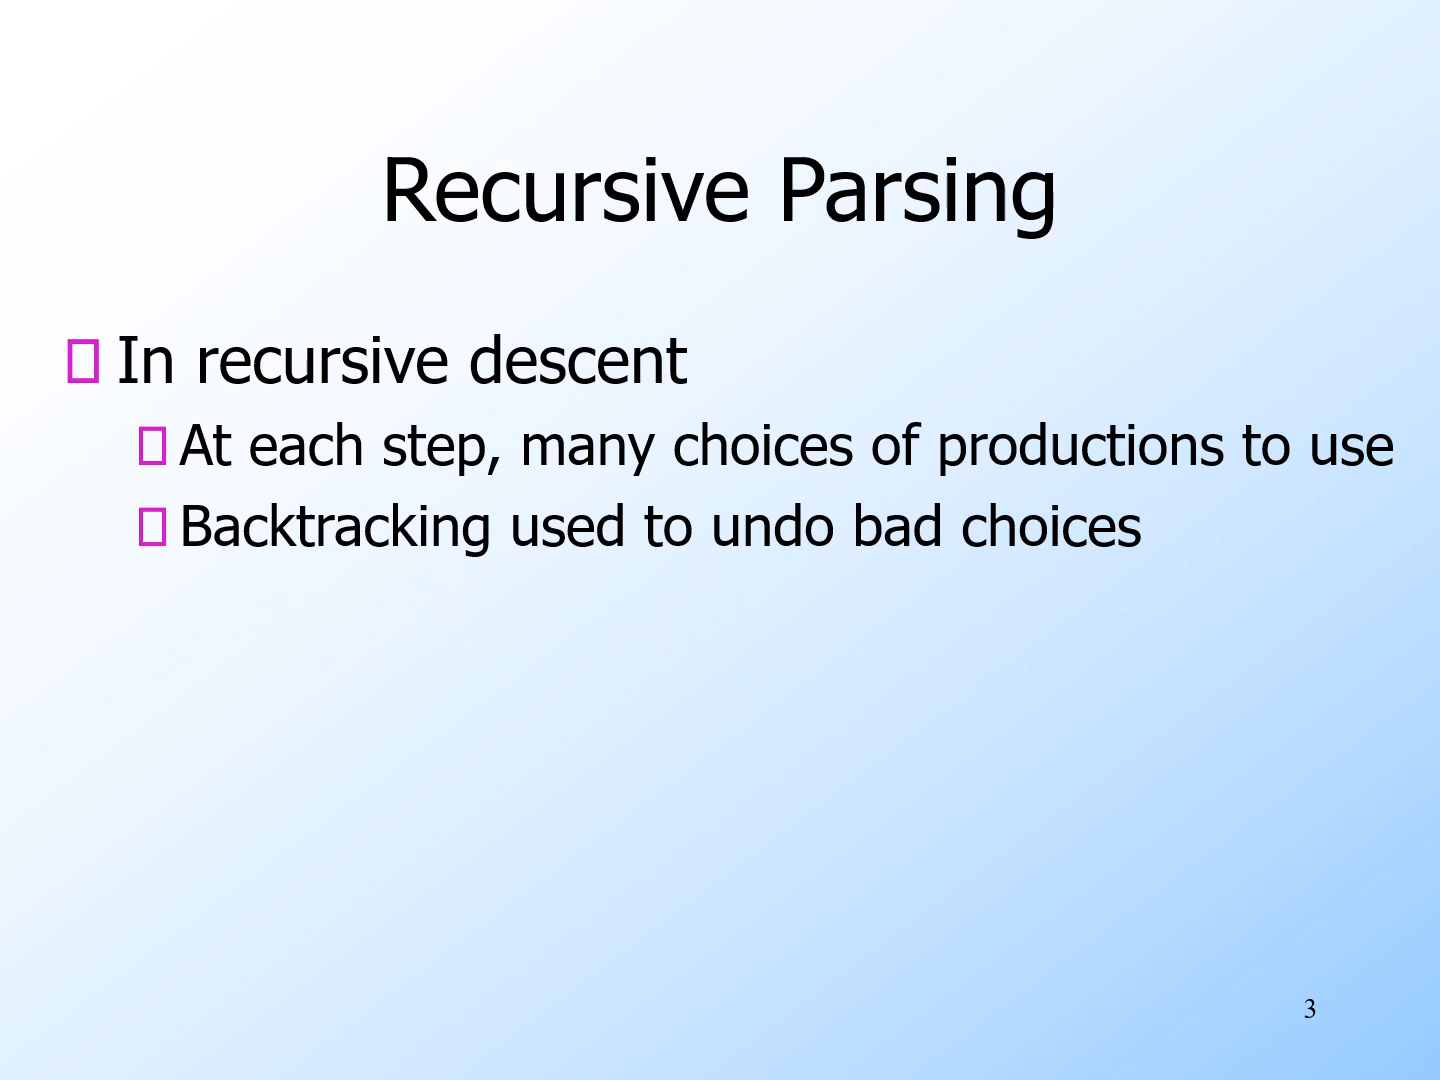 Recursive Parsing
In recursive descent
At each step, many choices of productions to use
Backtracking used to undo bad choices
3